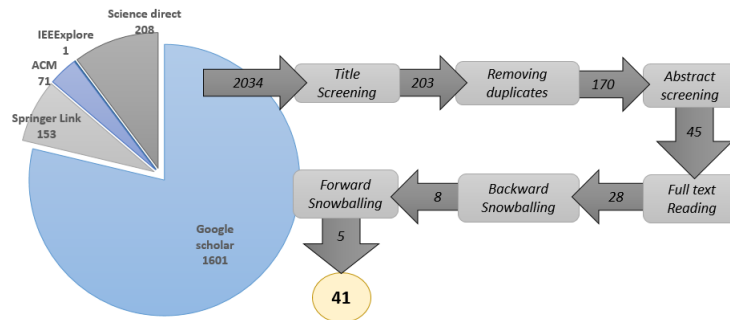 Science direct
208
IEEExplore
1
ACM
71
Springer Link
153
Google
scholar
1601
2034
Title
Screening
203
Removing
duplicates
170
Abstract
screening
45
Full text
Reading
28
Backward
Snowballing
8
Forward
Snowballing
5
41